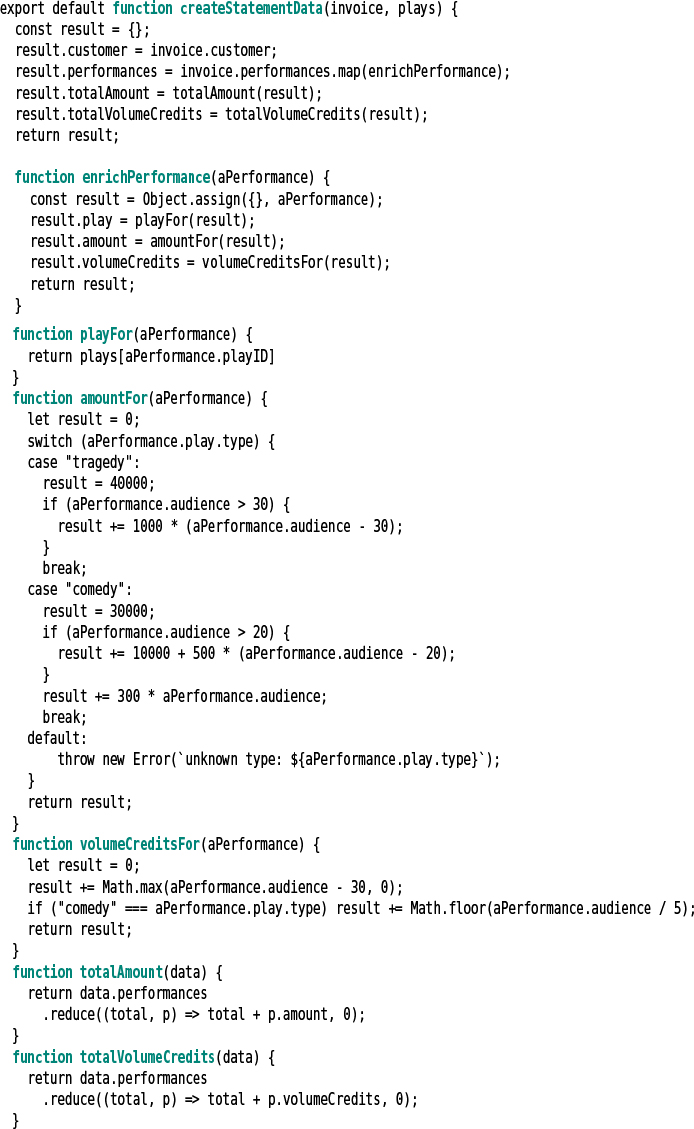 export default function createStatementData(invoice, plays) {
  const result = {};
  result.customer = invoice.customer;
  result.performances = invoice.performances.map(enrichPerformance);
  result.totalAmount = totalAmount(result);
  result.totalVolumeCredits = totalVolumeCredits(result);
  return result;

  function enrichPerformance(aPerformance) {
    const result = Object.assign({}, aPerformance);
    result.play = playFor(result);
    result.amount = amountFor(result);
    result.volumeCredits = volumeCreditsFor(result);
    return result;
  }
  function playFor(aPerformance) {
    return plays[aPerformance.playID]
  }
  function amountFor(aPerformance) {
    let result = 0;
    switch (aPerformance.play.type) {
    case "tragedy":
      result = 40000;
      if (aPerformance.audience > 30) {
        result += 1000 * (aPerformance.audience - 30);
      }
      break;
    case "comedy":
      result = 30000;
      if (aPerformance.audience > 20) {
        result += 10000 + 500 * (aPerformance.audience - 20);
      }
      result += 300 * aPerformance.audience;
      break;
    default:
        throw new Error(`unknown type: ${aPerformance.play.type}`);
    }
    return result;
  }
  function volumeCreditsFor(aPerformance) {
    let result = 0;
    result += Math.max(aPerformance.audience - 30, 0);
    if ("comedy" === aPerformance.play.type) result += Math.floor(aPerformance.audience / 5);
    return result;
  }
  function totalAmount(data) {
    return data.performances
      .reduce((total, p) => total + p.amount, 0);
  }
  function totalVolumeCredits(data) {
    return data.performances
      .reduce((total, p) => total + p.volumeCredits, 0);
  }